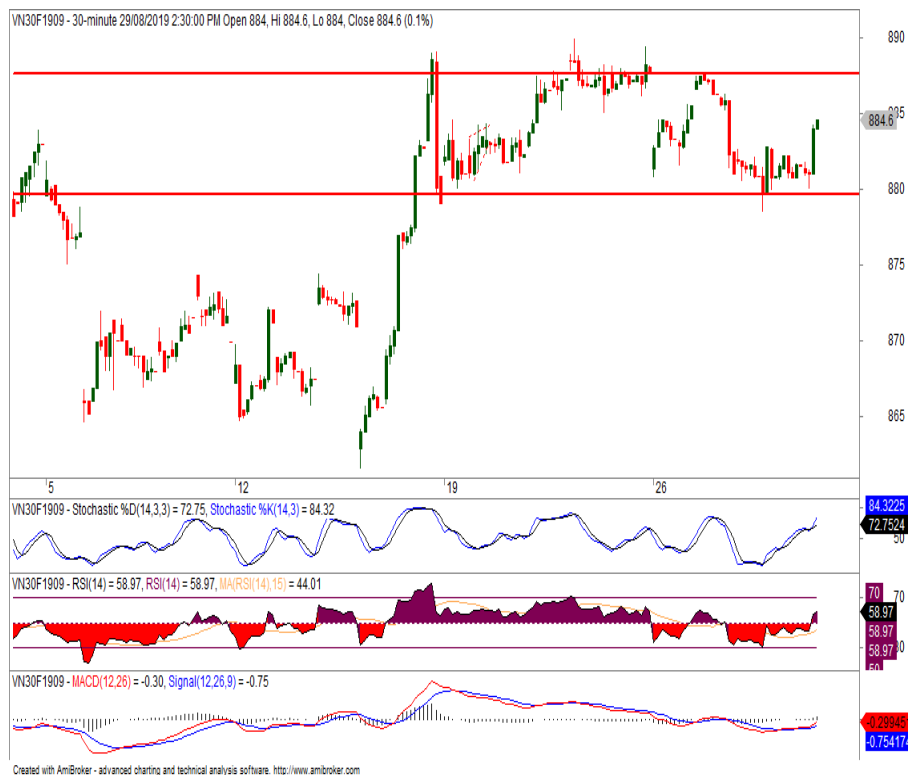 VN30F1909 - 30-minute 29/08/2019 2:30:00 PM Open 884, Hi 884.6, Lo 884, Close 884.6 (0.1%)
890
884.6
880
875
870
865
5 12 19 26
VN30F1909 - Stochastic %D(14,3,3) = 72.75, Stochastic %K(14,3) = 84.32
84.3225
72.7524
VN30F1909 - RSI(14) = 58.97, RSI(14) = 58.97, MA(RSI(14),15) = 44.01
70
70
58.97
58.97
58.97
VN30F1909 - MACD(12,26) = -0.30, Signal(12,26,9) = -0.75
-0.29945
-0.754174
Created with AmiBroker - advanced charting and technical analysis software. http://www.amibroker.com